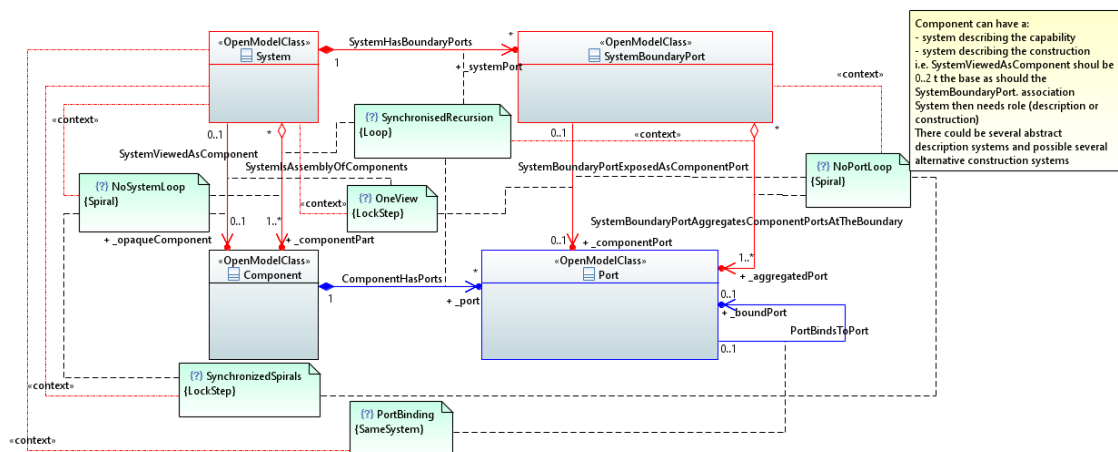 «OpenModelClass»
System
SystemHasBoundaryPorts
1
*
+ _systemPort
«OpenModelClass»
SystemBoundaryPort
Component can have a:
- system describing the capability
- system describing the construction
i.e. SystemViewedAsComponent shoul be
0..2 t the base as should the
SystemBoundaryPort. association
System then needs role (description or
construction)
There could be several abstract
description systems and possible several
alternative construction systems
«context»
«context»
{?} SynchronisedRecursion
{Loop}
«context»
0..1
*
0..1
*
SystemViewedAsComponent
SystemIsAssemblyOfComponents
SystemBoundaryPortExposedAsComponentPort
{?} NoPortLoop
{Spiral}
{?} NoSystemLoop
{Spiral}
«context»
{?} OneView
{LockStep}
SystemBoundaryPortAggregatesComponentPortsAtTheBoundary
0..1
1..*
+ _opaqueComponent
+ _componentPart
0..1
+ _componentPort
1..*
+ _aggregatedPort
«OpenModelClass»
Component
ComponentHasPorts
1
*
+ _port
«OpenModelClass»
Port
0..1
+ _boundPort
PortBindsToPort
0..1
{?} SynchronizedSpirals
{LockStep}
«context»
{?} PortBinding
{SameSystem}
«context»